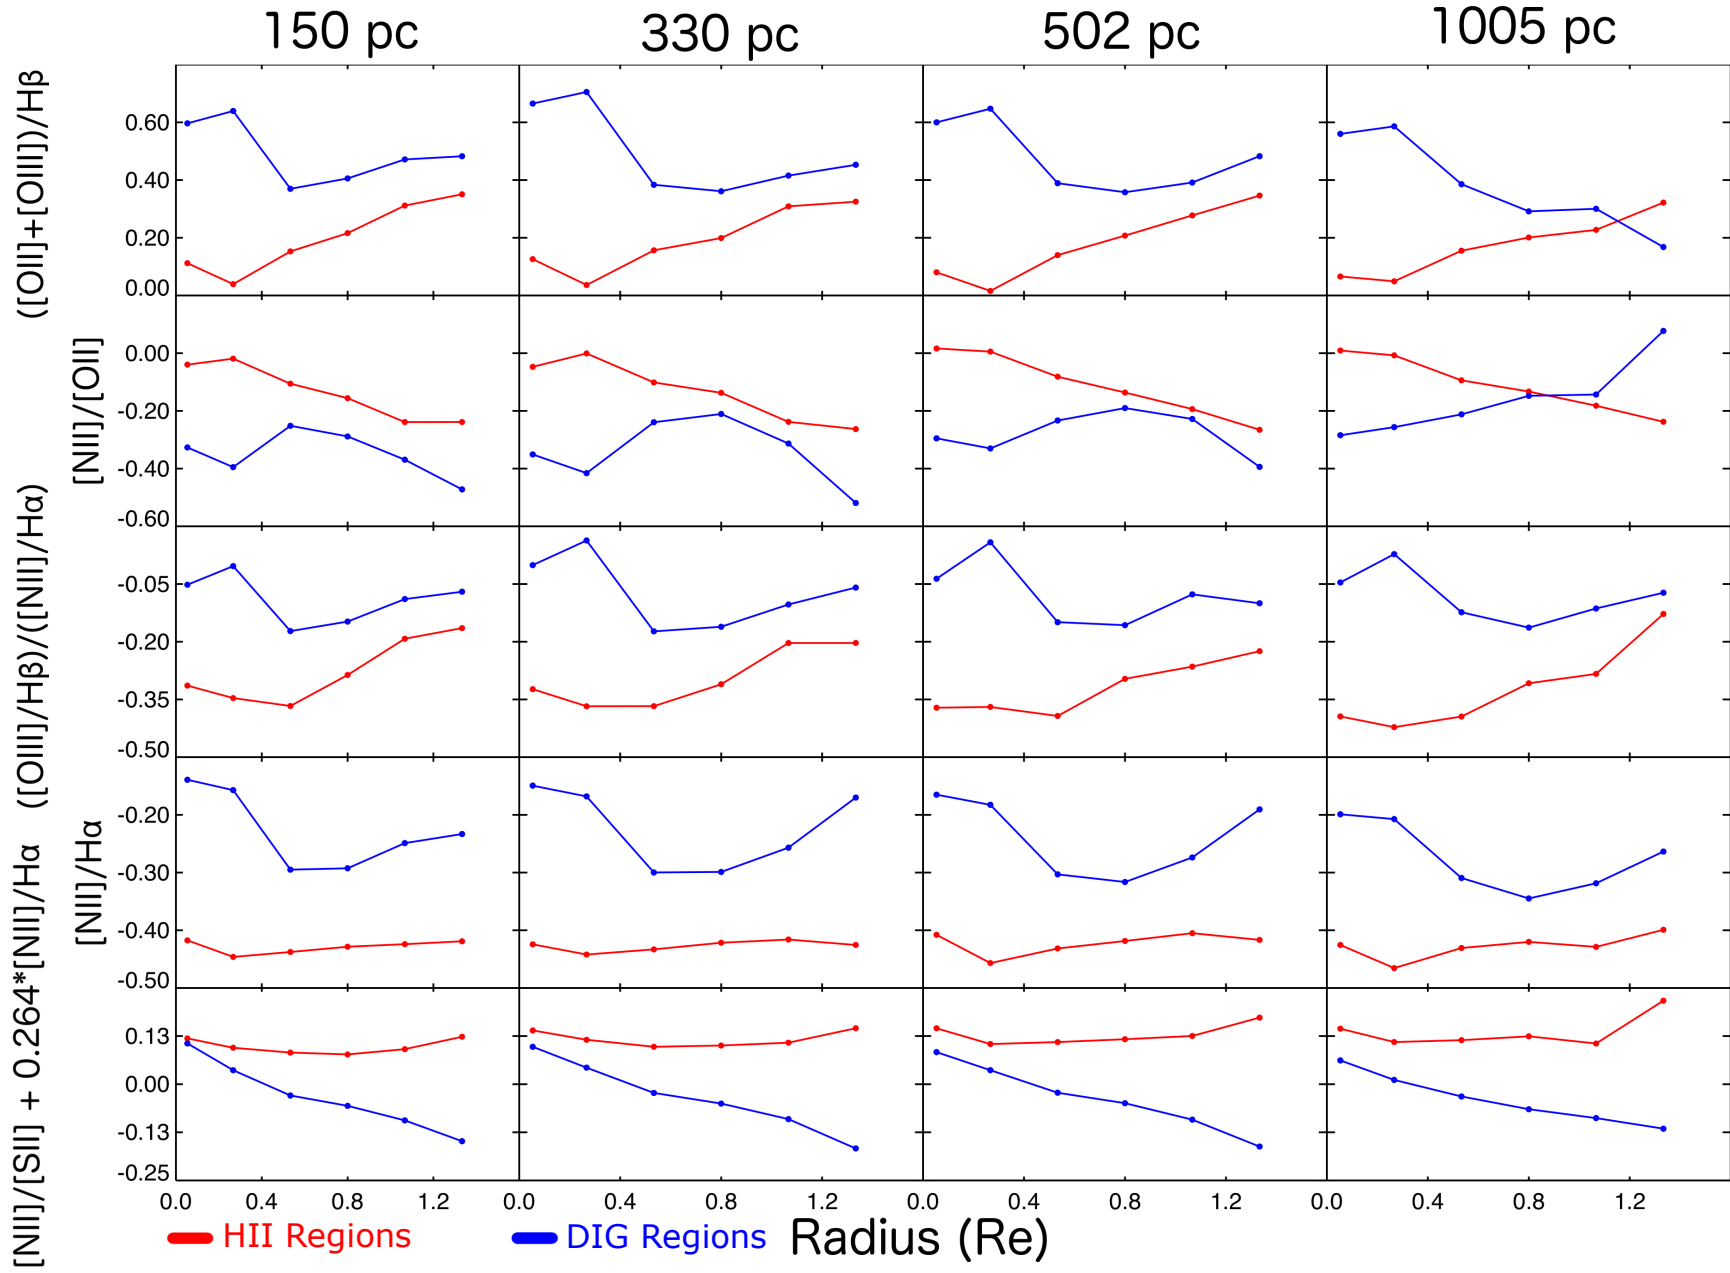 150 pc 330 pc 502 pc 1005 pc
([OII]+[OIII])/Hβ
0.60
0.40
0.20
0.00
[NII]/[OII]
0.00
-0.20
-0.40
-0.60
([OIII]/Hβ)/([NII]/Hα)
-0.05
-0.20
-0.35
-0.50
[NII]/Hα
-0.20
-0.30
-0.40
-0.50
[NII]/[SII] + 0.264*[NII]/Hα
0.13
0.00
-0.13
-0.25
0.0 0.4 0.8 1.2 0.0 0.4 0.8 1.2 0.0 0.4 0.8 1.2 0.0 0.4 0.8 1.2
HII Regions DIG Regions Radius (Re)